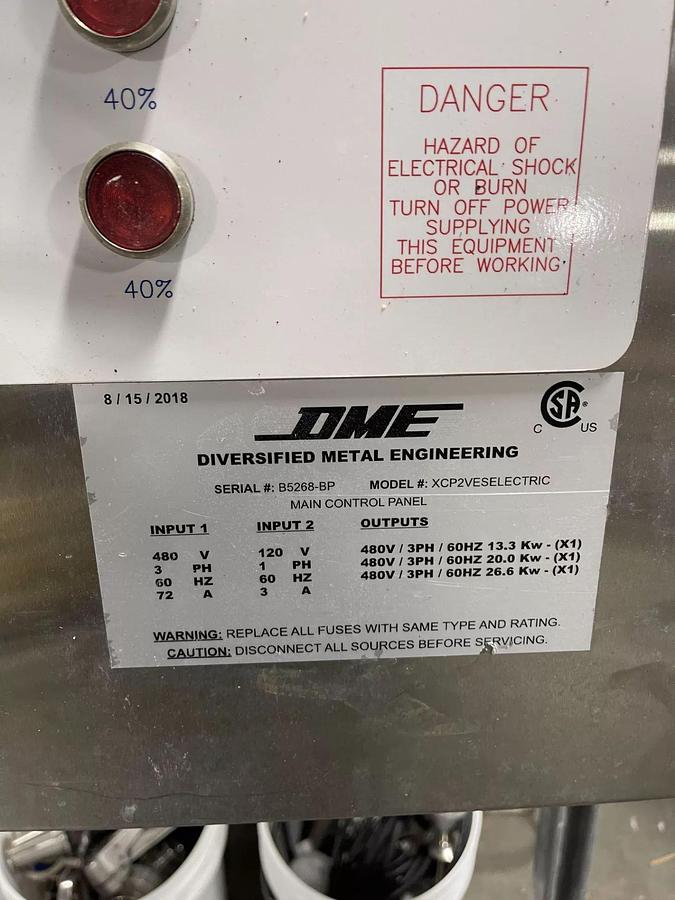 40%
40%
DANGER
HAZARD OF
ELECTRICAL SHOCK
OR BURN
TURN OFF POWER
SUPPLYING
THIS EQUIPMENT
BEFORE WORKING
8 / 15 / 2018
DME
CSA®
C US
DIVERSIFIED METAL ENGINEERING
SERIAL #: B5268-BP MODEL #: XCP2VESELECTRIC
MAIN CONTROL PANEL
INPUT 1 INPUT 2 OUTPUTS
480 V 120 V 480V / 3PH / 60HZ 13.3 Kw - (X1)
3 PH 1 PH 480V / 3PH / 60HZ 20.0 Kw - (X1)
60 HZ 60 HZ 480V / 3PH / 60HZ 26.6 Kw - (X1)
72 A 3 A
WARNING: REPLACE ALL FUSES WITH SAME TYPE AND RATING.
CAUTION: DISCONNECT ALL SOURCES BEFORE SERVICING.